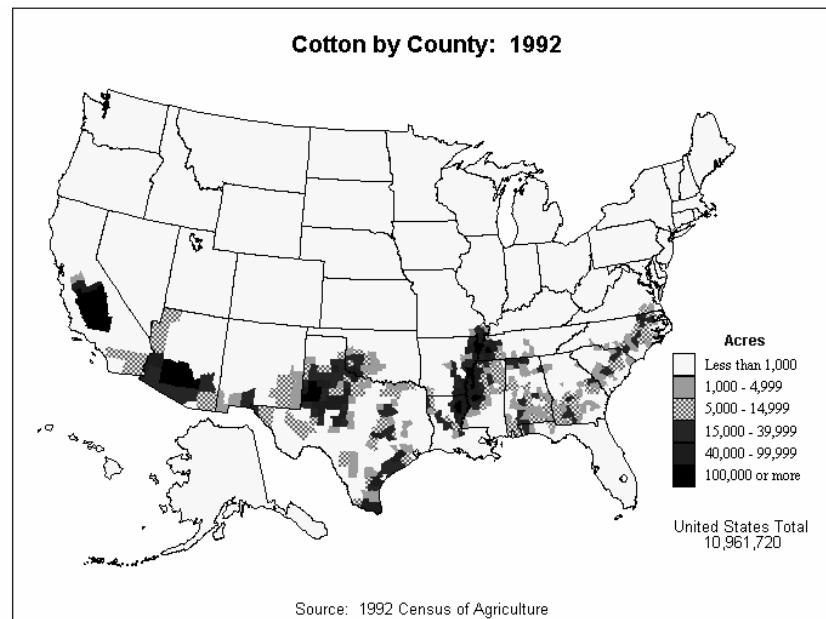 Cotton by County: 1992
Acres
Less than 1,000
1,000 - 4,999
5,000 - 14,999
15,000 - 39,999
40,000 - 99,999
100,000 or more
United States Total
10,961,720
Source: 1992 Census of Agriculture